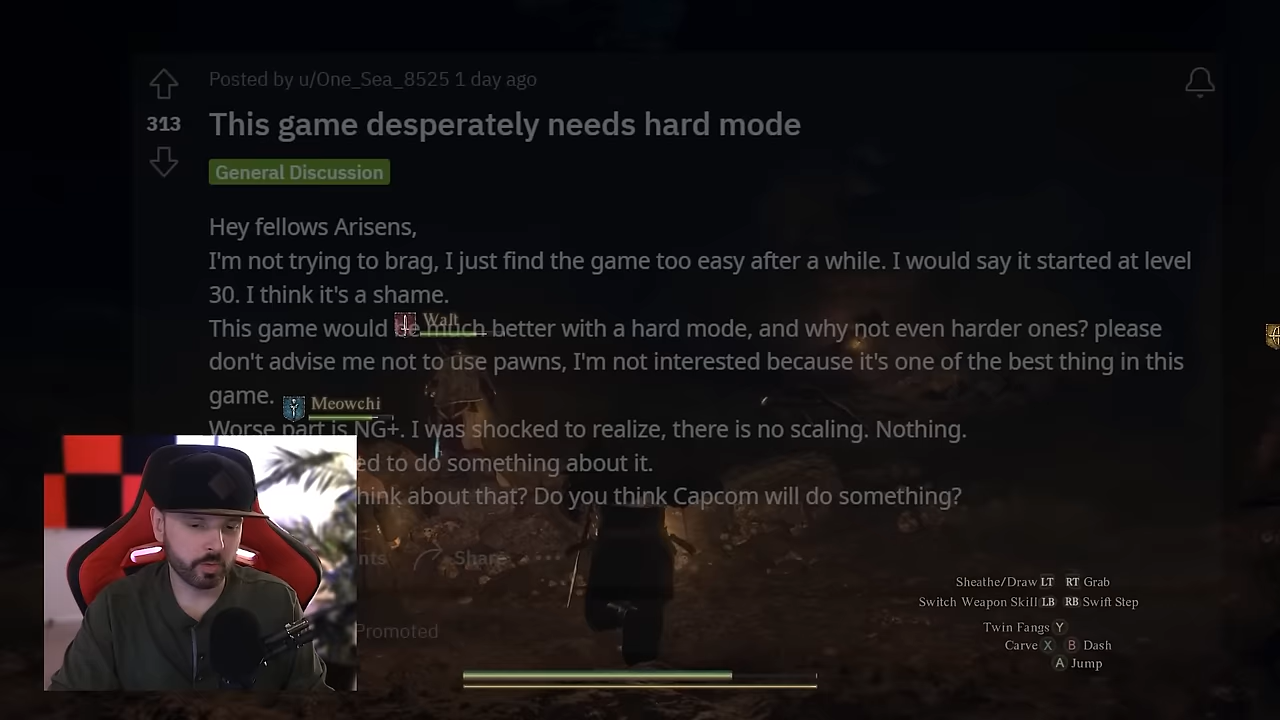 Posted by u/One_Sea_8525 1 day ago
313
This game desperately needs hard mode
General Discussion
Hey fellows Arisens,
I'm not trying to brag, I just find the game too easy after a while. I would say it started at level
30. I think it's a shame.
Walt
This game would much better with a hard mode, and why not even harder ones? please
don't advise me not to use pawns, I'm not interested because it's one of the best thing in this
game.
Meowchi
Worse part is NG+. I was shocked to realize, there is no scaling. Nothing.
to do something about it.
about that? Do you think Capcom will do something?
Share
Promoted
Sheathe/Draw LT RT Grab
Switch Weapon Skill LB RB Swift Step
Twin Fangs Y
Carve X B Dash
A Jump